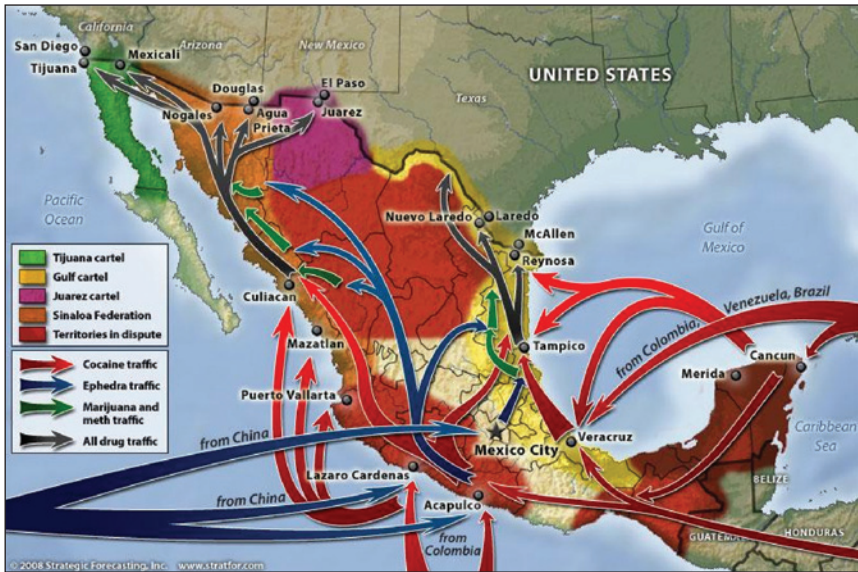 California
Arizona
New Mexico
San Diego
Tijuana
Mexicali
Douglas
El Paso
Nogales
Agua
Prieta
Juarez
UNITED STATES
Texas
Pacific
Ocean
Nuevo Laredo
Laredo
McAllen
Reynosa
Gulf of
Mexico
Tijuana cartel
Gulf cartel
Juarez cartel
Sinaloa Federation
Territories in dispute
Culiacan
Mazatlan
Tampico
from Colombia, Venezuela, Brazil
Cancun
Merida
Cocaine traffic
Ephedra traffic
Marijuana and
meth traffic
All drug traffic
Puerto Vallarta
from China
Mexico City
Veracruz
Caribbean
Sea
Lazaro Cardenas
from China
Acapulco
from
Colombia
BELIZE
GUATEMALA
HONDURAS
© 2008 Strategic Forecasting, Inc. www.stratfor.com